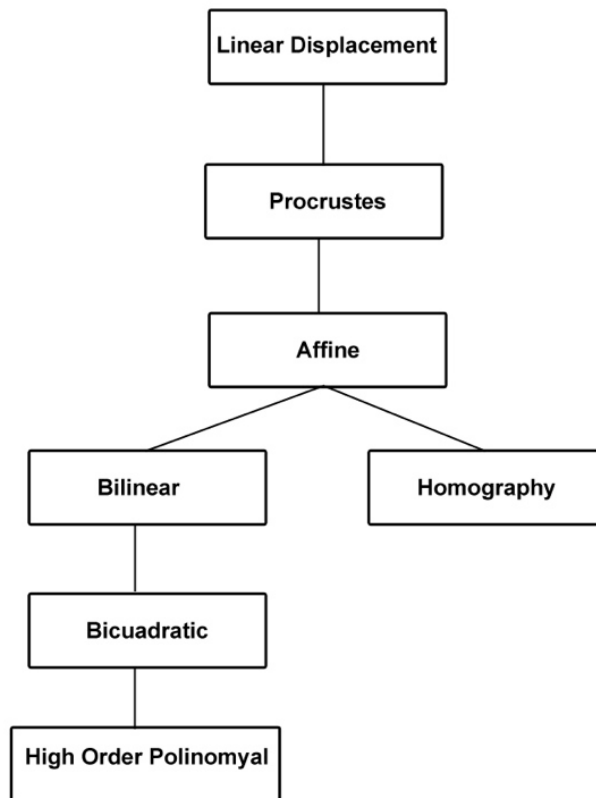 Linear Displacement
Procrustes
Affine
Bilinear
Homography
Bicuadratic
High Order Polinomyal